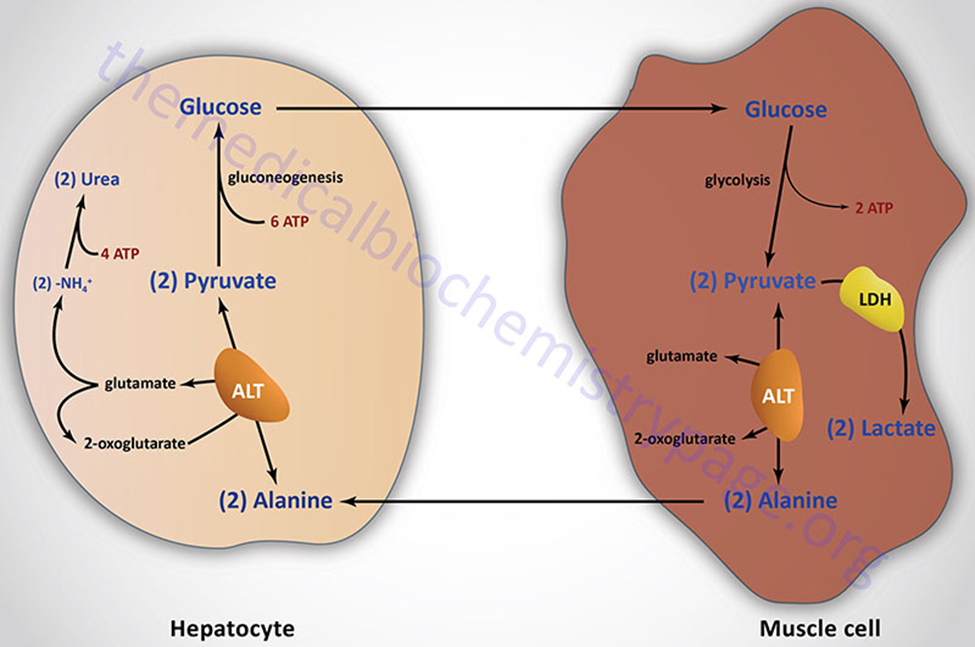 Glucose
gluconeogenesis
6 ATP
(2) Urea
4 ATP
(2) -NH₄⁺
(2) Pyruvate
glutamate
ALT
2-oxoglutarate
(2) Alanine
Hepatocyte
Glucose
glycolysis
2 ATP
(2) Pyruvate
LDH
glutamate
ALT
2-oxoglutarate
(2) Lactate
(2) Alanine
Muscle cell
themedicalbiochemistrypage.org